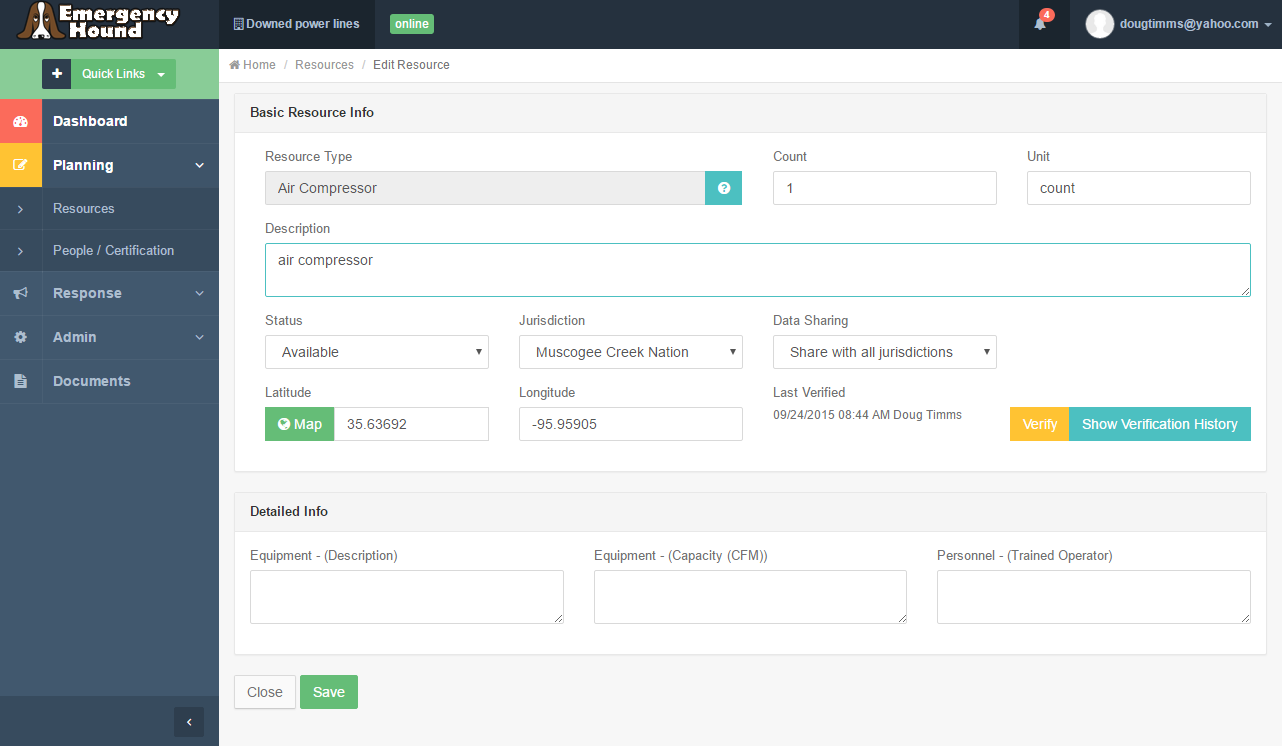 Emergency
Hound
Downed power lines
online
4
dougtimms@yahoo.com
Quick Links
Home / Resources / Edit Resource
Dashboard
Planning
Resources
People / Certification
Response
Admin
Documents
Basic Resource Info
Resource Type
Count
Unit
Air Compressor
1
count
Description
air compressor
Status
Jurisdiction
Data Sharing
Available
Muscogee Creek Nation
Share with all jurisdictions
Latitude
Longitude
Last Verified
Map
35.63692
-95.95905
09/24/2015 08:44 AM Doug Timms
Verify
Show Verification History
Detailed Info
Equipment - (Description)
Equipment - (Capacity (CFM))
Personnel - (Trained Operator)
Close
Save